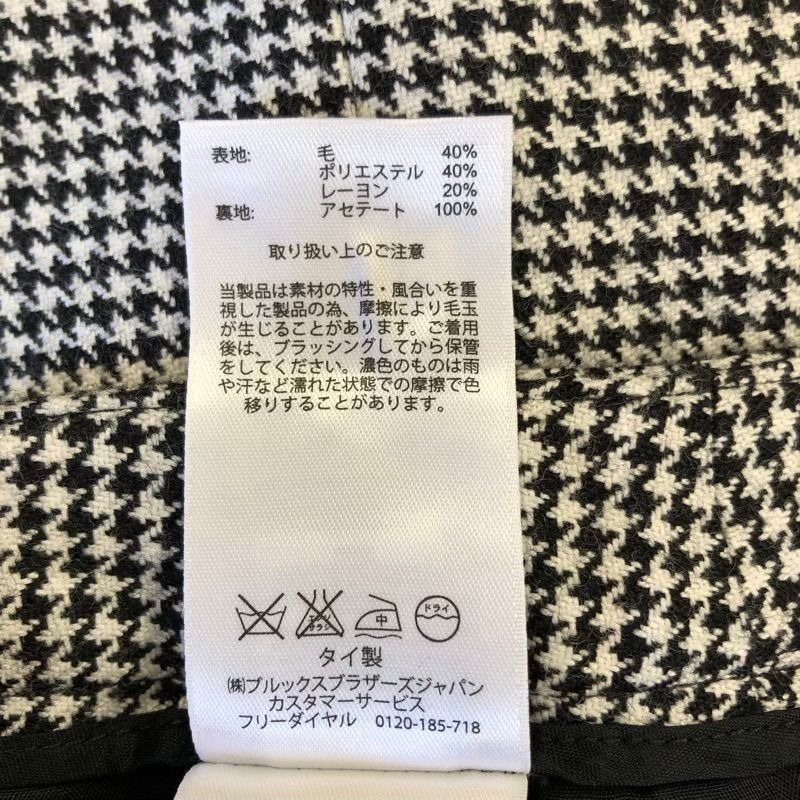 表地: 毛 40%
ポリエステル 40%
レーヨン 20%
裏地: アセテート 100%
取り扱い上のご注意
当製品は素材の特性・風合いを重
視した製品の為、摩擦により毛玉
が生じることがあります。ご着用
後は、ブラッシングしてから保管
をしてください。濃色のものは雨
や汗など濡れた状態での摩擦で色
移りすることがあります。
エンソ サラシ 中 ドライ
タイ製
㈱ブルックスブラザーズジャパン
カスタマーサービス
フリーダイヤル 0120-185-718